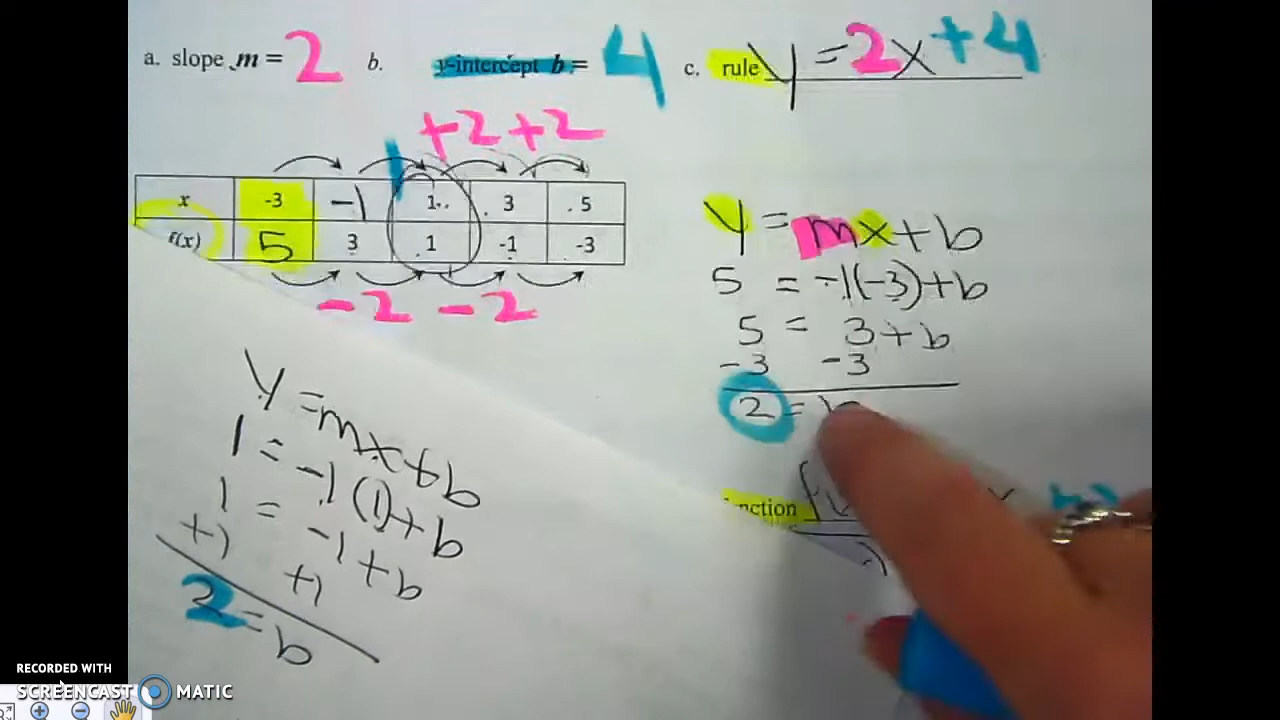 a. slope m = 2 b. y-intercept b = 4 c. rule y = 2x + 4
+2 +2
x -3 -1 1 3 5
f(x) 5 3 1 -1 -3
-2 -2
y = mx + b
5 = -1(-3) + b
5 = 3 + b
-3 -3
2 = b
y = mx + b
1 = -1(1) + b
1 = -1 + b
+1 +1
2 = b
nction
RECORDED WITH
SCREENCAST MATIC